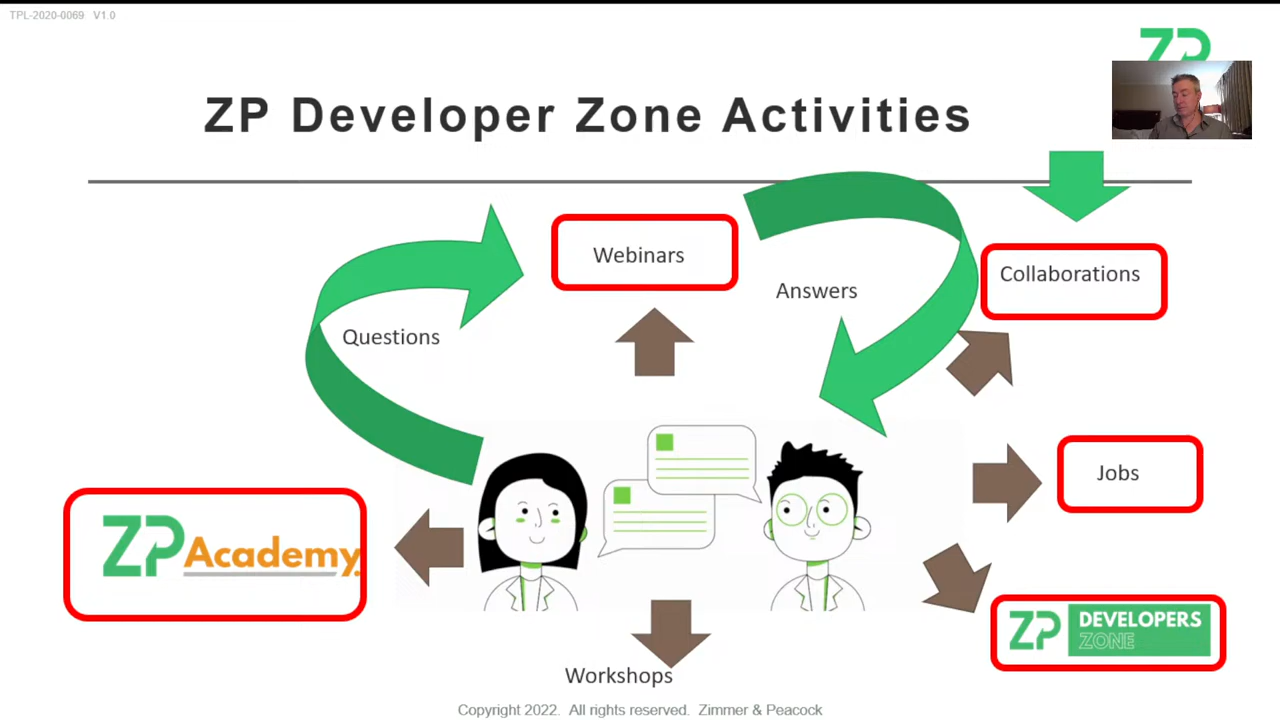 TPL-2020-0069 V1.0
ZP
ZP Developer Zone Activities
Webinars
Collaborations
Answers
Questions
Jobs
ZP Academy
ZP DEVELOPERS
ZONE
Workshops
Copyright 2022. All rights reserved. Zimmer & Peacock